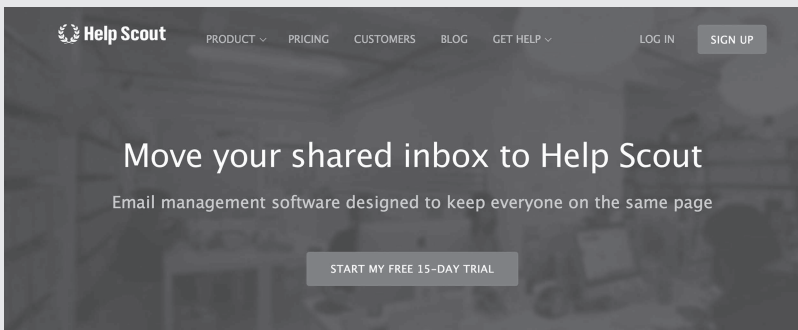 Help Scout PRODUCT PRICING CUSTOMERS BLOG GET HELP LOG IN SIGN UP
Move your shared inbox to Help Scout
Email management software designed to keep everyone on the same page
START MY FREE 15-DAY TRIAL